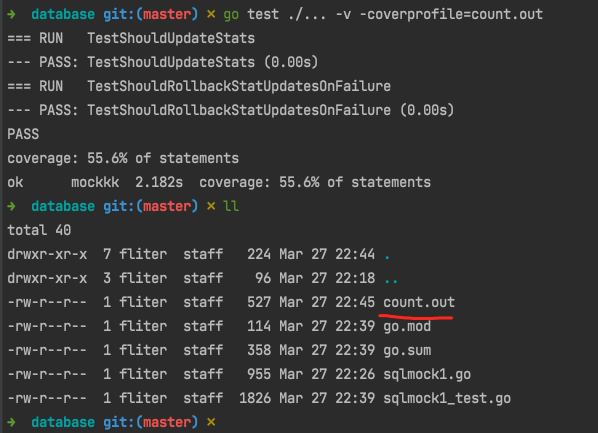 ➜  database git:(master) ✗ go test ./... -v -coverprofile=count.out
=== RUN   TestShouldUpdateStats
--- PASS: TestShouldUpdateStats (0.00s)
=== RUN   TestShouldRollbackStatUpdatesOnFailure
--- PASS: TestShouldRollbackStatUpdatesOnFailure (0.00s)
PASS
coverage: 55.6% of statements
ok      mockkk  2.182s  coverage: 55.6% of statements
➜  database git:(master) ✗ ll
total 40
drwxr-xr-x  7 fliter  staff   224 Mar 27 22:44 .
drwxr-xr-x  3 fliter  staff    96 Mar 27 22:18 ..
-rw-r--r--  1 fliter  staff   527 Mar 27 22:45 count.out
-rw-r--r--  1 fliter  staff   114 Mar 27 22:39 go.mod
-rw-r--r--  1 fliter  staff   358 Mar 27 22:39 go.sum
-rw-r--r--  1 fliter  staff   955 Mar 27 22:26 sqlmock1.go
-rw-r--r--  1 fliter  staff  1826 Mar 27 22:39 sqlmock1_test.go
➜  database git:(master) ✗